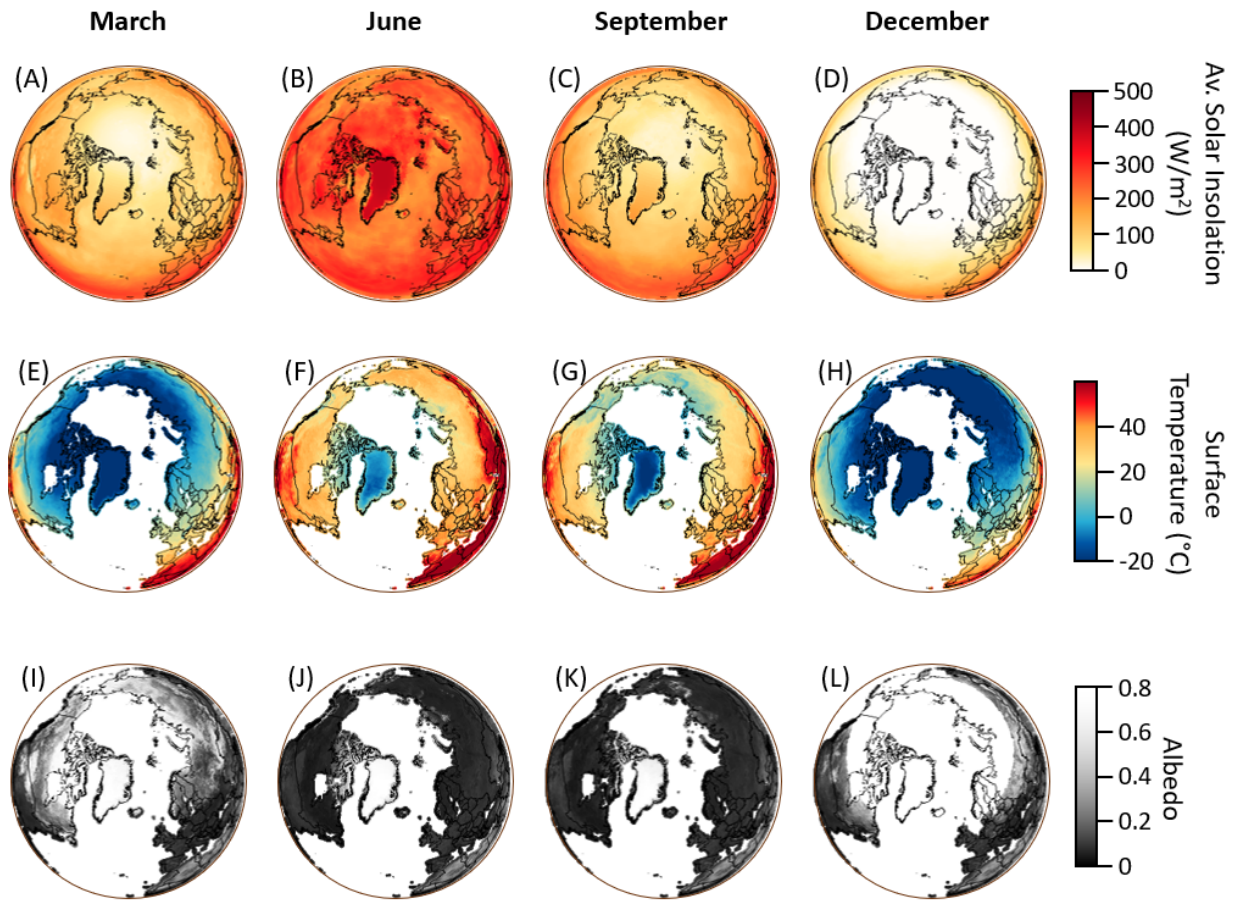 March
June
September
December
(A)
(B)
(C)
(D)
500
400
300
200
100
0
Av. Solar Insolation
(W/m²)
(E)
(F)
(G)
(H)
40
20
0
-20
Surface
Temperature (°C)
(I)
(J)
(K)
(L)
0.8
0.6
0.4
0.2
0
Albedo